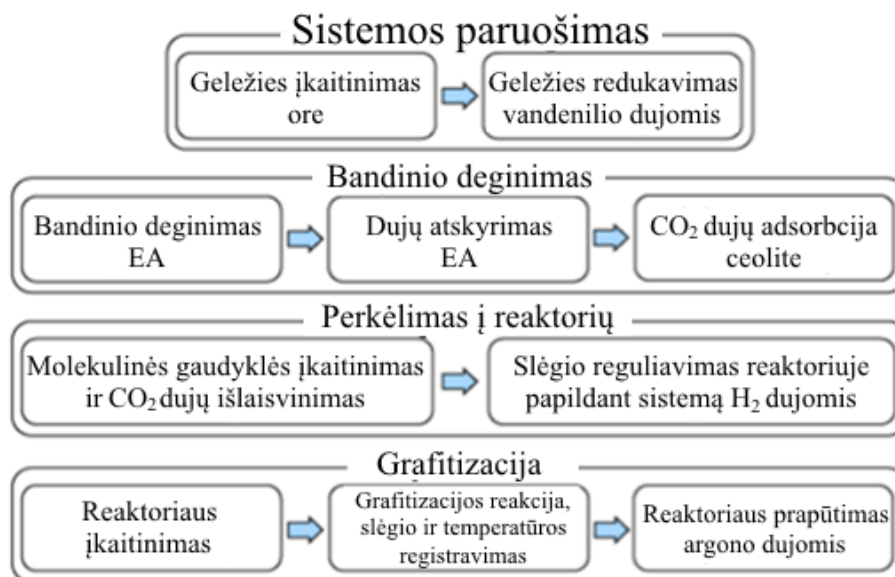 Sistemos paruošimas
Geležies įkaitinimas
ore
Geležies redukavimas
vandenilio dujomis
Bandinio deginimas
Bandinio deginimas
EA
Dujų atskyrimas
EA
CO₂ dujų adsorbcija
ceolite
Perkėlimas į reaktorių
Molekulinės gaudyklės įkaitinimas
ir CO₂ dujų išlaisvinimas
Slėgio reguliavimas reaktoriuje
papildant sistemą H₂ dujomis
Grafitizacija
Reaktoriaus
įkaitinimas
Grafitizacijos reakcija,
slėgio ir temperatūros
registravimas
Reaktoriaus prapūtimas
argono dujomis